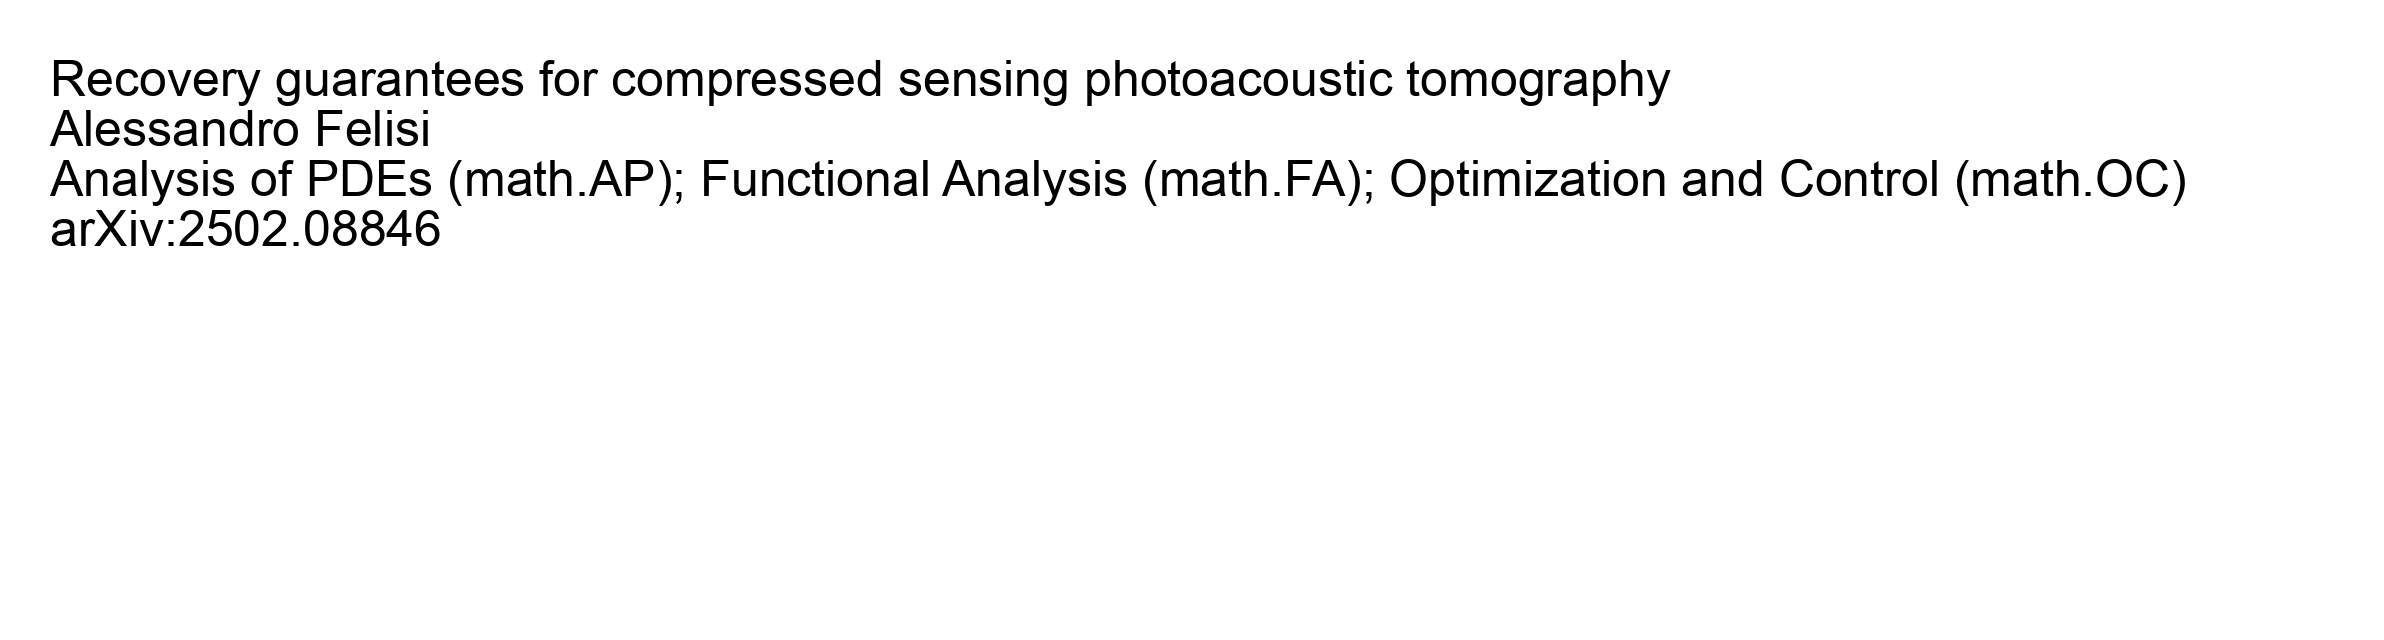 Recovery guarantees for compressed sensing photoacoustic tomography
Alessandro Felisi
Analysis of PDEs (math.AP); Functional Analysis (math.FA); Optimization and Control (math.OC)
arXiv:2502.08846